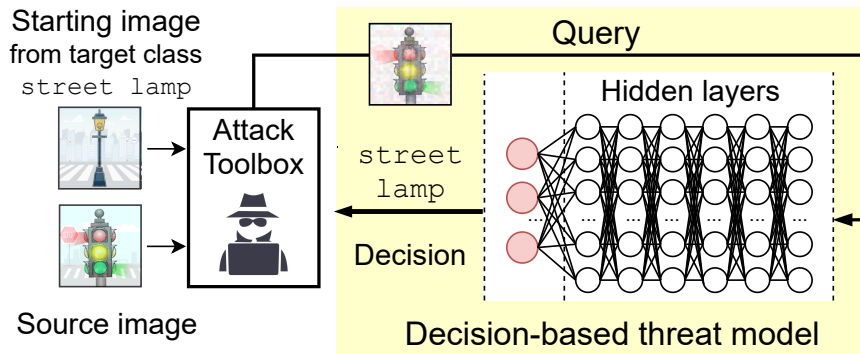 Starting image
from target class
street lamp
Attack
Toolbox
Source image
Query
Hidden layers
street
lamp
Decision
...
... ... ... ... ... ...
Decision-based threat model